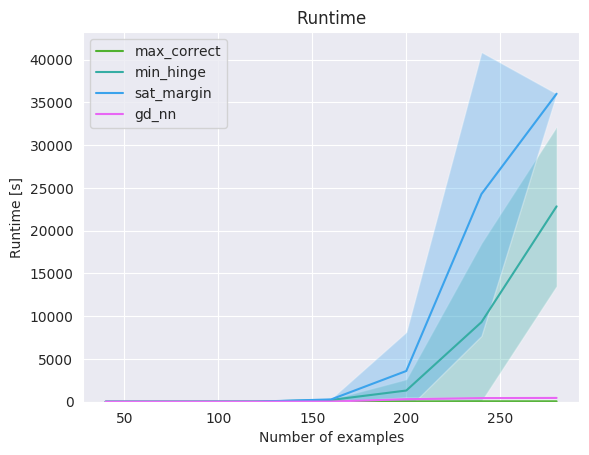 Runtime
max_correct
min_hinge
sat_margin
gd_nn
Runtime [s]
40000
35000
30000
25000
20000
15000
10000
5000
0
50 100 150 200 250
Number of examples